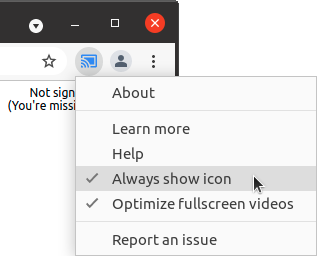 Not sign
(You're missi
About
Learn more
Help
Always show icon
Optimize fullscreen videos
Report an issue